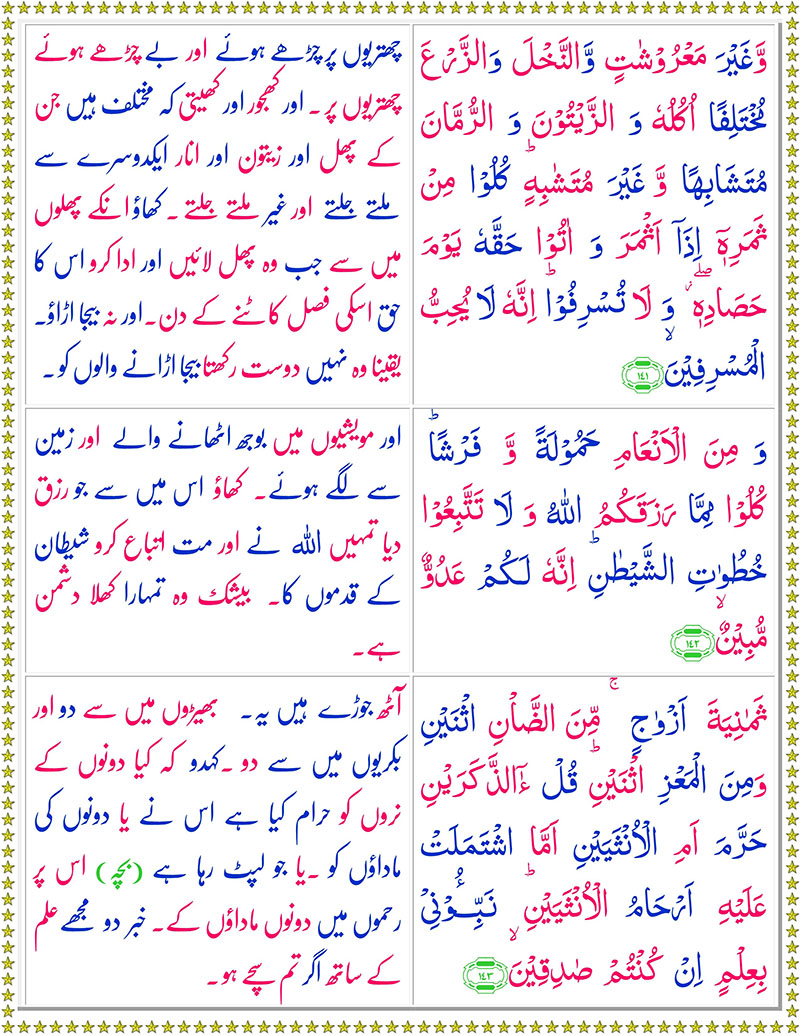 وَّغَيْرَ مَعْرُوْشٰتٍ وَّالنَّخْلَ وَالزَّرْعَ
مُخْتَلِفًا اُكُلُهٗ وَ الزَّيْتُوْنَ وَ الرُّمَّانَ
مُتَشَابِهًا وَّ غَيْرَ مُتَشَابِهٍ ؕ كُلُوْا مِنْ
ثَمَرِهٖۤ اِذَاۤ اَثْمَرَ وَ اٰتُوْا حَقَّهٗ يَوْمَ
حَصَادِهٖ ۖؗ وَ لَا تُسْرِفُوْا ؕ اِنَّهٗ لَا يُحِبُّ
الْمُسْرِفِيْنَ ۙ ۱۴۱
چھتریوں پر چڑھے ہوئے اور بے چڑھے ہوئے
چھتریوں پر۔ اور کھجور اور کھیتی کہ مختلف ہیں جن
کے پھل اور زیتون اور انار ایکدوسرے سے
ملتے جلتے اور غیر ملتے جلتے۔ کھاؤ انکے پھلوں
میں سے جب وہ پھل لائیں اور ادا کرو اس کا
حق اسکی فصل کاٹنے کے دن۔ اور نہ بیجا اڑاؤ۔
یقینا وہ نہیں دوست رکھتا بیجا اڑانے والوں کو۔
وَ مِنَ الْاَنْعَامِ حَمُوْلَةً وَّ فَرْشًا ؕ
كُلُوْا مِمَّا رَزَقَكُمُ اللّٰهُ وَ لَا تَتَّبِعُوْا
خُطُوٰتِ الشَّيْطٰنِ ؕ اِنَّهٗ لَكُمْ عَدُوٌّ
مُّبِيْنٌ ۙ ۱۴۲
اور مویشیوں میں بوجھ اٹھانے والے اور زمین
سے لگے ہوئے۔ کھاؤ اس میں سے جو رزق
دیا تمہیں اللہ نے اور مت اتباع کرو شیطان
کے قدموں کا۔ بیشک وہ تمہارا کھلا دشمن
ہے۔
ثَمٰنِيَةَ اَزْوٰجٍ ۚ مِّنَ الضَّاْنِ اثْنَيْنِ
وَمِنَ الْمَعْزِ اثْنَيْنِ ؕ قُلْ ءٰۤالذَّكَرَيْنِ
حَرَّمَ اَمِ الْاُنْثَيَيْنِ اَمَّا اشْتَمَلَتْ
عَلَيْهِ اَرْحَامُ الْاُنْثَيَيْنِ ؕ نَبِّـُٔوْنِيْ
بِعِلْمٍ اِنْ كُنْتُمْ صٰدِقِيْنَ ۙ ۱۴۳
آٹھ جوڑے ہیں یہ۔ بھیڑوں میں سے دو اور
بکریوں میں سے دو۔ کہدو کہ کیا دونوں کے
نروں کو حرام کیا ہے اس نے یا دونوں کی
ماداؤں کو۔ یا جو لپٹ رہا ہے (بچہ) اس پر
رحموں میں دونوں ماداؤں کے۔ خبر دو مجھے علم
کے ساتھ اگر تم سچے ہو۔